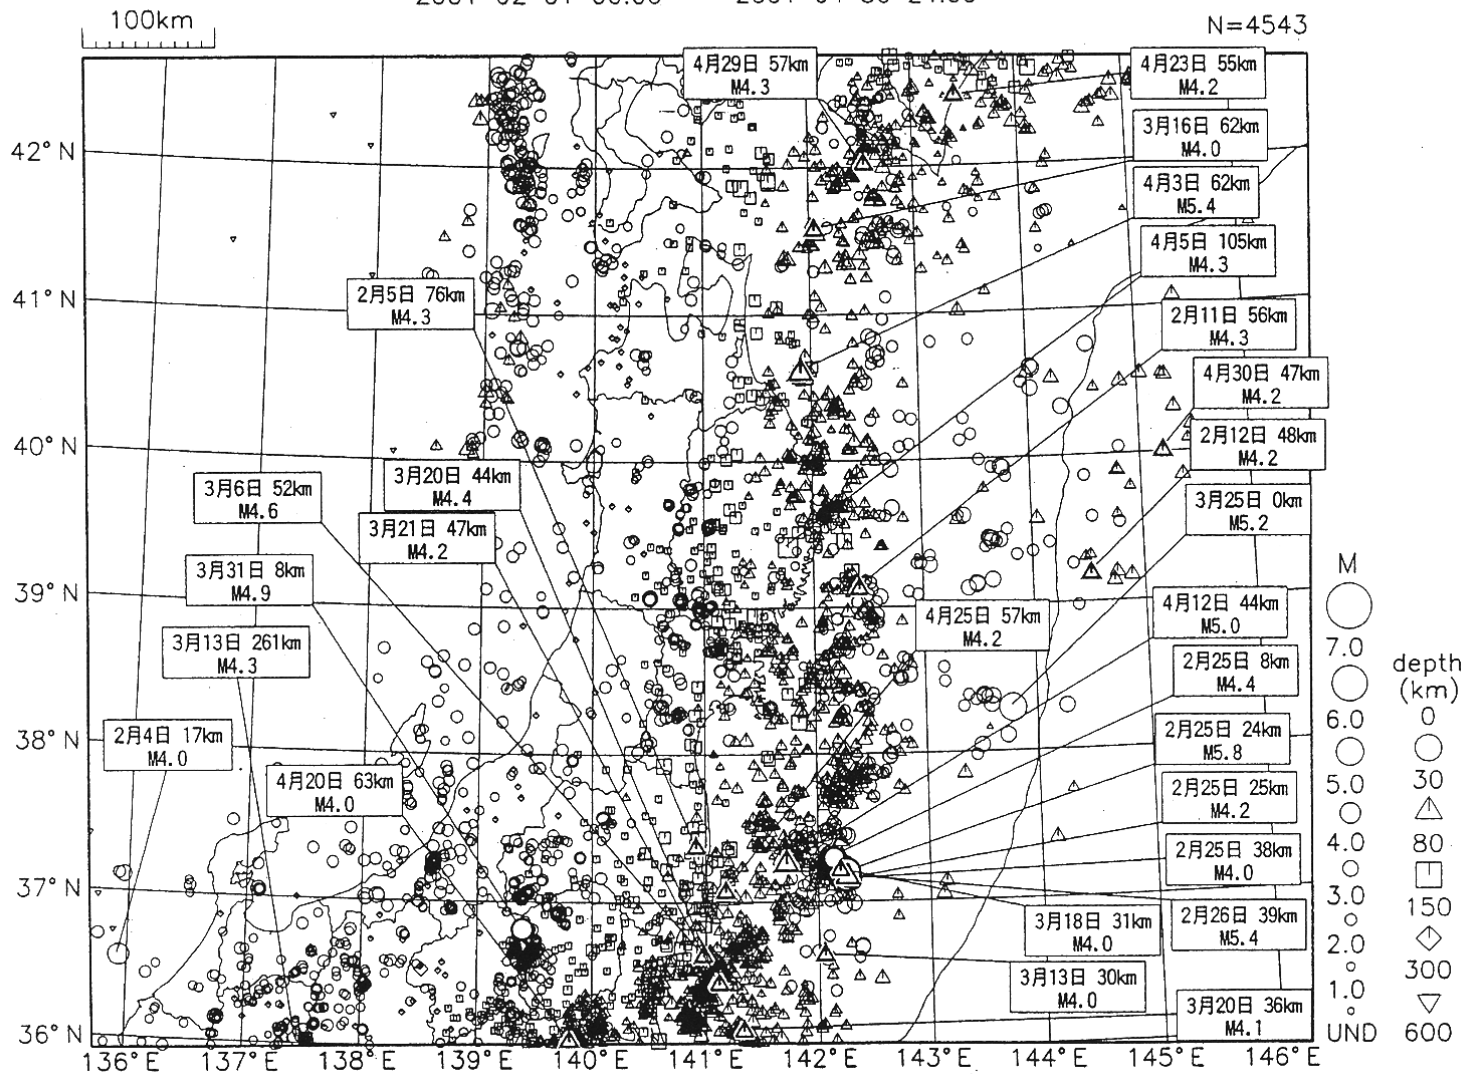 100km
N=4543
4月29日 57km
M4.3
4月23日 55km
M4.2
3月16日 62km
M4.0
4月3日 62km
M5.4
4月5日 105km
M4.3
2月11日 56km
M4.3
4月30日 47km
M4.2
2月12日 48km
M4.2
3月25日 0km
M5.2
4月12日 44km
M5.0
2月25日 8km
M4.4
2月25日 24km
M5.8
2月25日 25km
M4.2
2月25日 38km
M4.0
2月26日 39km
M5.4
3月18日 31km
M4.0
3月13日 30km
M4.0
3月20日 36km
M4.1
4月25日 57km
M4.2
2月5日 76km
M4.3
3月20日 44km
M4.4
3月6日 52km
M4.6
3月21日 47km
M4.2
3月31日 8km
M4.9
3月13日 261km
M4.3
2月4日 17km
M4.0
4月20日 63km
M4.0
42° N
41° N
40° N
39° N
38° N
37° N
36° N
136° E
137° E
138° E
139° E
140° E
141° E
142° E
143° E
144° E
145° E
146° E
M
7.0
6.0
5.0
4.0
3.0
2.0
1.0
UND
depth
(km)
0
30
80
150
300
600